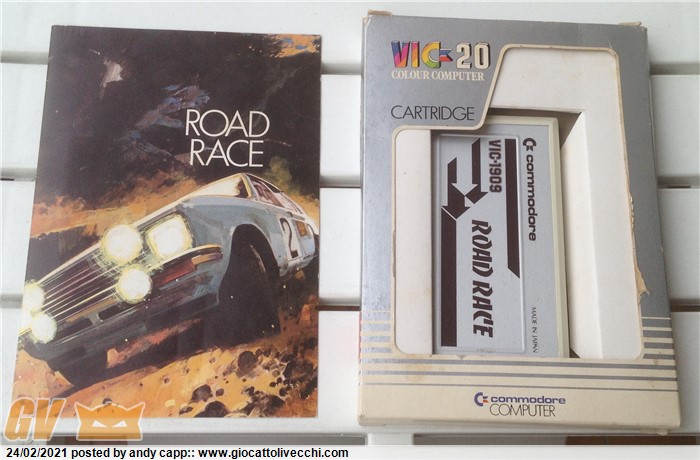 ROAD
RACE
2
VIC-20
COLOUR COMPUTER
CARTRIDGE
commodore
VIC-1909
ROAD RACE
MADE IN JAPAN
commodore
COMPUTER
GV
24/02/2021 posted by andy capp:: www.giocattolivecchi.com